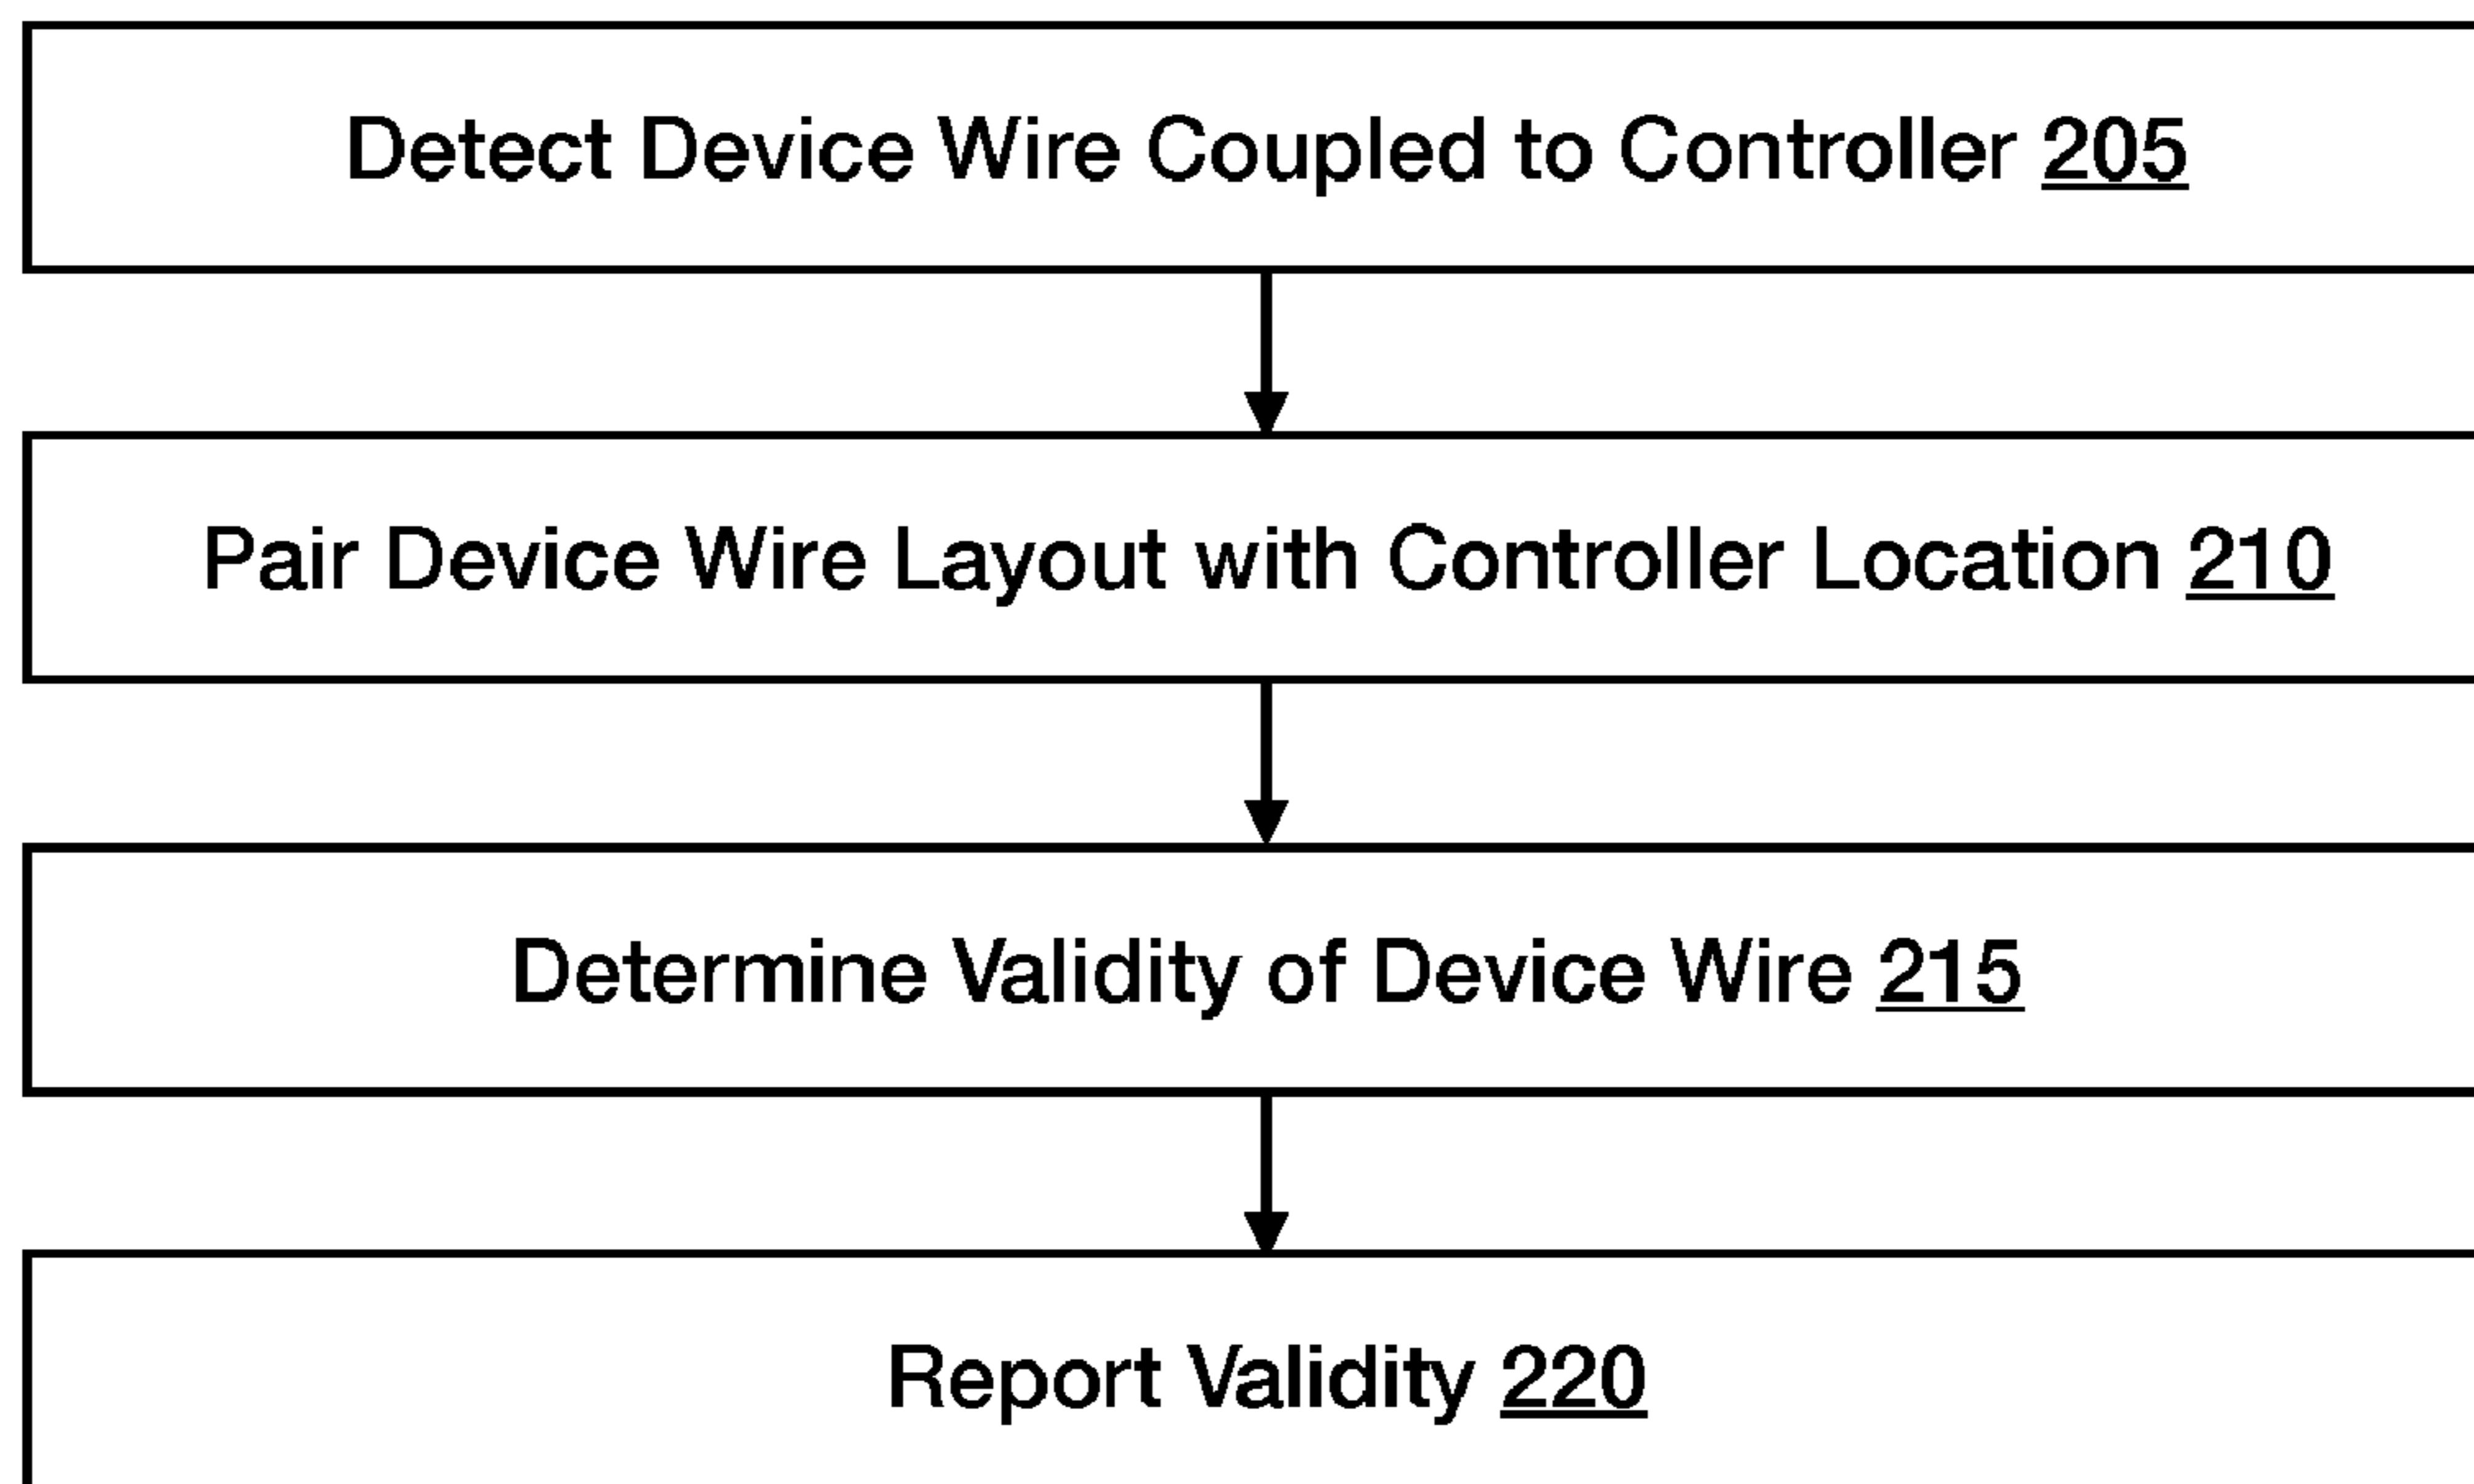 Detect Device Wire Coupled to Controller 205
Pair Device Wire Layout with Controller Location 210
Determine Validity of Device Wire 215
Report Validity 220